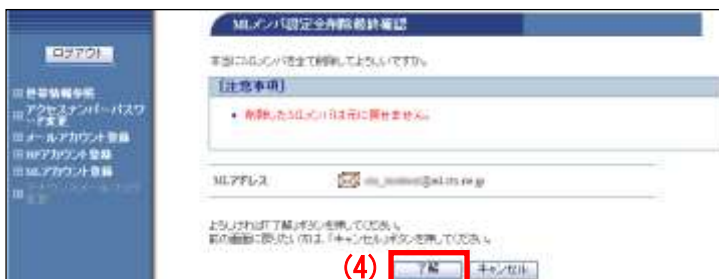 MLメンバ設定全削除最終確認
ログアウト
本当にMLメンバを全て削除してよろしいですか。
[注意事項]
削除したMLメンバは元に戻せません。
登録情報参照
アクセスナンバーパスワ
ード変更
メールアカウント登録
HPアカウント登録
MLアカウント登録
MLアドレス
よろしければ「了解」ボタンを押してください。
前の画面に戻りたい方は、「キャンセル」ボタンを押してください。
(4) 了解 キャンセル